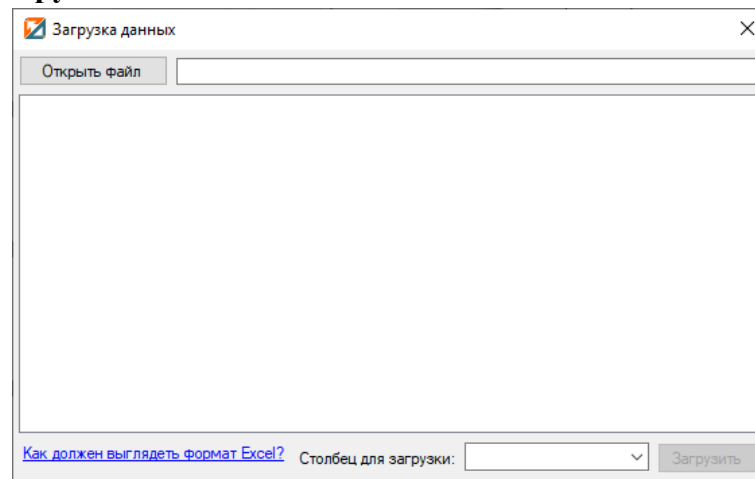 Загрузка данных
Открыть файл
Как должен выглядеть формат Excel? Столбец для загрузки: Загрузить